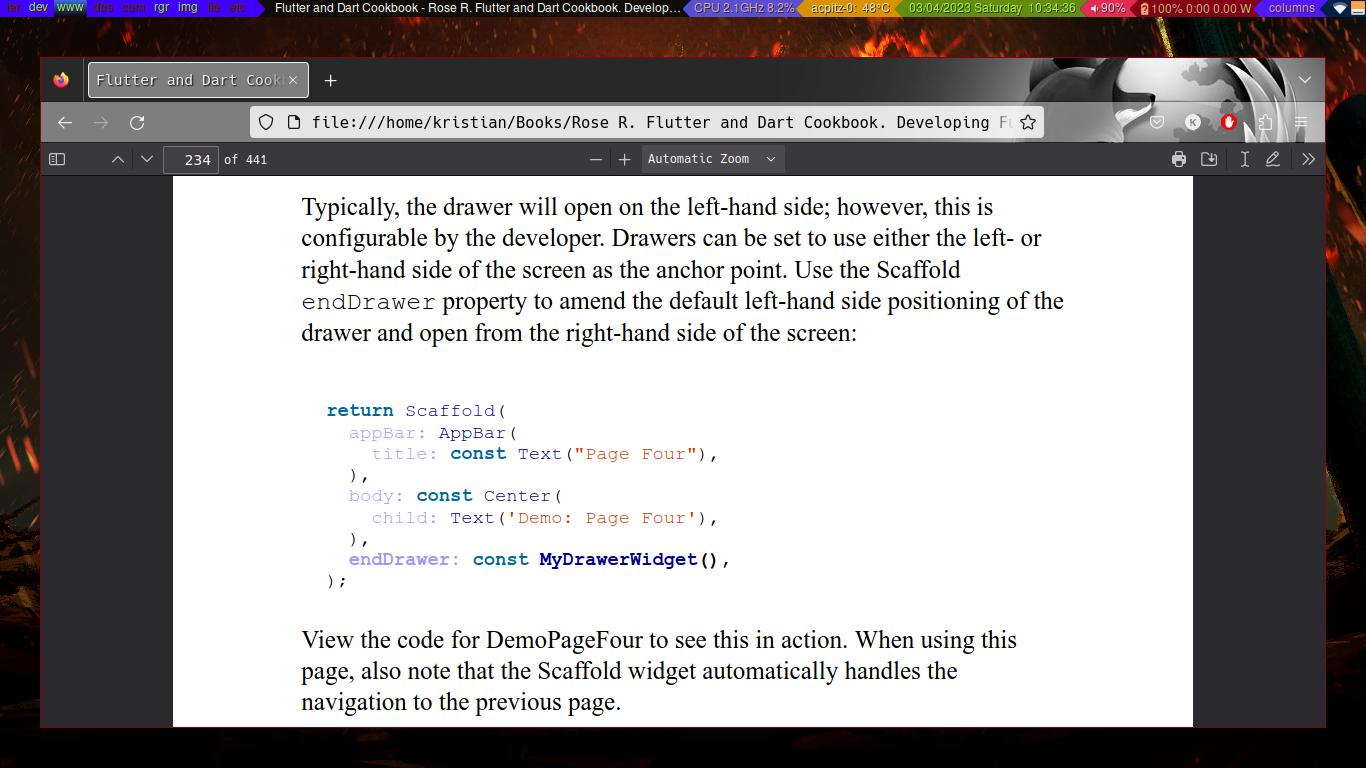 ter dev www dos com rgr img lib etc Flutter and Dart Cookbook - Rose R. Flutter and Dart Cookbook. Develop… CPU 2.1GHz 8.2% acpitz-0: 48°C 03/04/2023 Saturday 10:34:36 90% 100% 0:00 0.00 W columns
Flutter and Dart Cook
file:///home/kristian/Books/Rose R. Flutter and Dart Cookbook. Developing F K
234 of 441 Automatic Zoom
Typically, the drawer will open on the left-hand side; however, this is
configurable by the developer. Drawers can be set to use either the left- or
right-hand side of the screen as the anchor point. Use the Scaffold
endDrawer property to amend the default left-hand side positioning of the
drawer and open from the right-hand side of the screen:
return Scaffold(
appBar: AppBar(
title: const Text("Page Four"),
),
body: const Center(
child: Text('Demo: Page Four'),
),
endDrawer: const MyDrawerWidget(),
);
View the code for DemoPageFour to see this in action. When using this
page, also note that the Scaffold widget automatically handles the
navigation to the previous page.